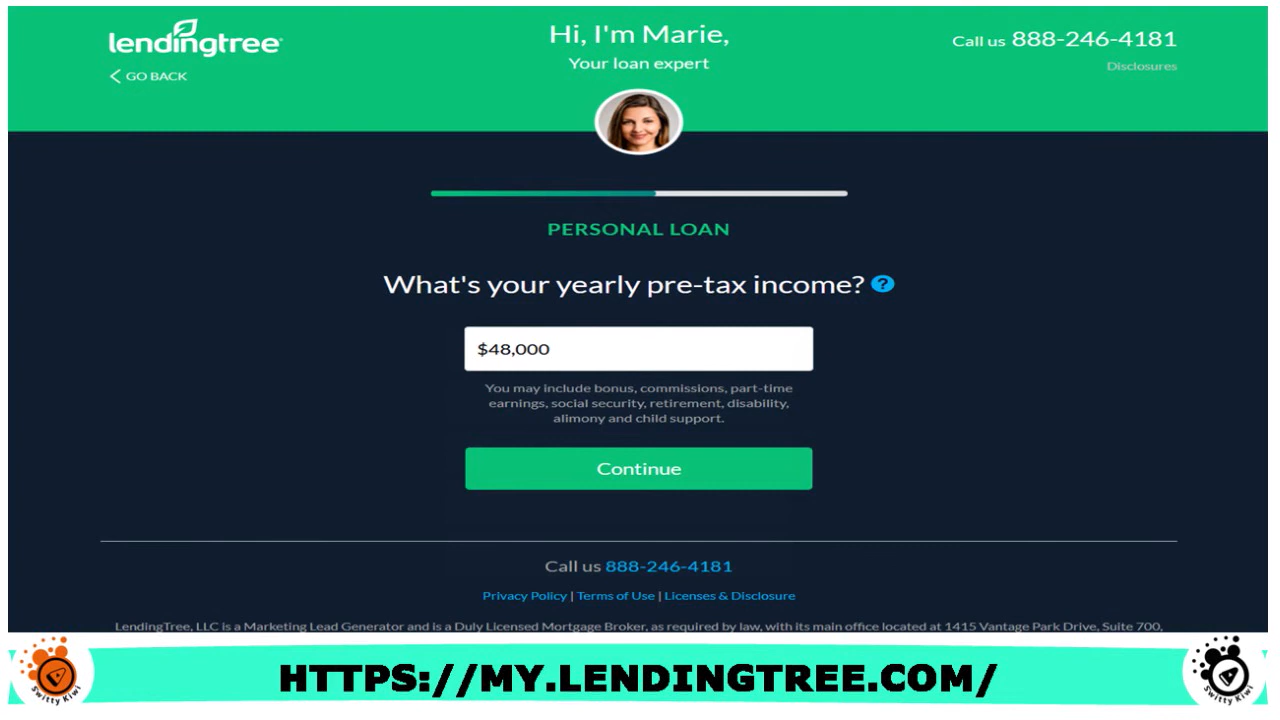 lendingtree
GO BACK
Hi, I'm Marie,
Your loan expert
Call us 888-246-4181
Disclosures
PERSONAL LOAN
What's your yearly pre-tax income? ?
$48,000
You may include bonus, commissions, part-time
earnings, social security, retirement, disability,
alimony and child support.
Continue
Call us 888-246-4181
Privacy Policy | Terms of Use | Licenses & Disclosure
LendingTree, LLC is a Marketing Lead Generator and is a Duly Licensed Mortgage Broker, as required by law, with its main office located at 1415 Vantage Park Drive, Suite 700,
Switty Kiwi
HTTPS://MY.LENDINGTREE.COM/
Switty Kiwi